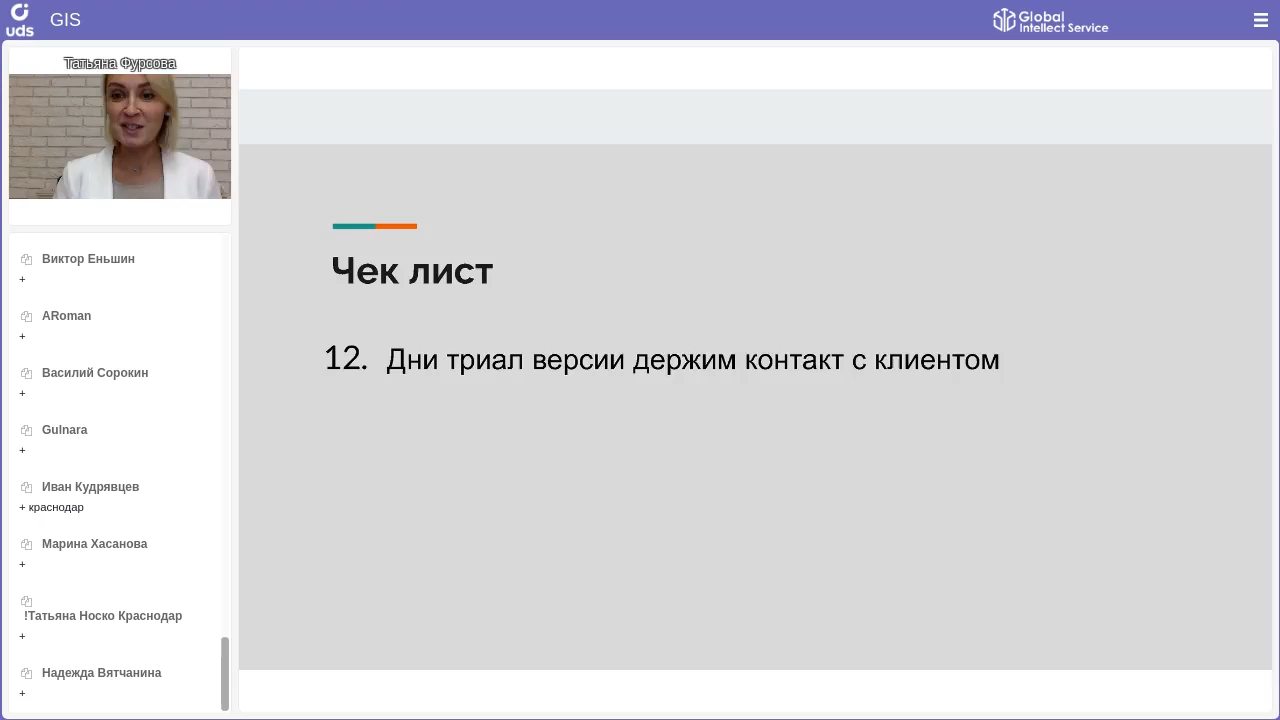 uds
GIS
Global
Intellect Service
Татьяна Фурсова
Виктор Еньшин
+
ARoman
+
Василий Сорокин
+
Gulnara
+
Иван Кудрявцев
+ краснодар
Марина Хасанова
+
!Татьяна Носко Краснодар
+
Надежда Вятчанина
+
Чек лист
12. Дни триал версии держим контакт с клиентом